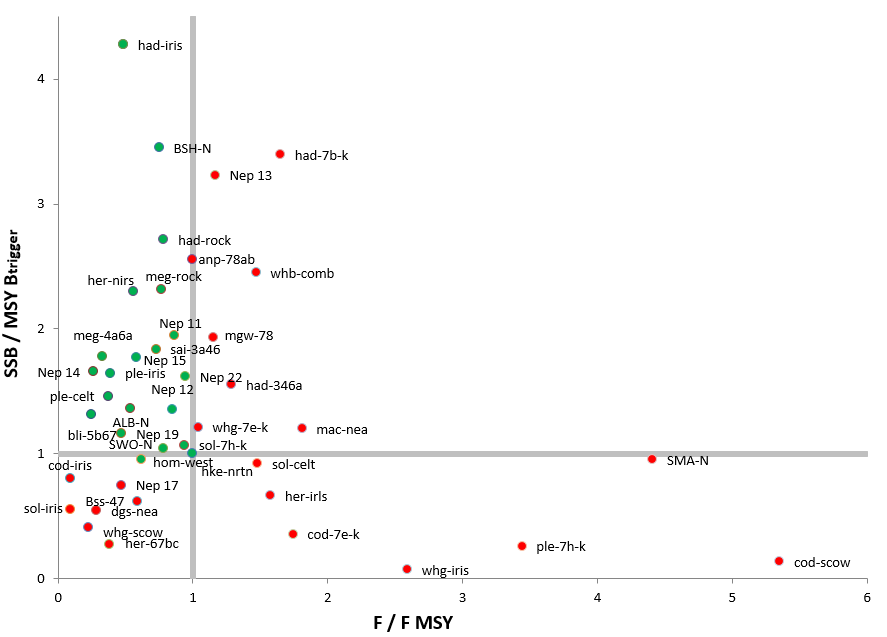 had-iris
4
BSH-N
had-7b-k
Nep 13
3
had-rock
anp-78ab
whb-comb
meg-rock
her-nirs
SSB / MSY Btrigger
2
Nep 11
meg-4a6a
mgw-78
sai-3a46
Nep 15
Nep 14
ple-iris
Nep 22
had-346a
Nep 12
ple-celt
ALB-N
bli-5b67
Nep 19
whg-7e-k
mac-nea
SWO-N
sol-7h-k
1
hom-west
SMA-N
cod-iris
hke-nrtn
sol-celt
Nep 17
her-irls
Bss-47
sol-iris
dgs-nea
whg-scow
cod-7e-k
her-67bc
ple-7h-k
cod-scow
whg-iris
0
0 1 2 3 4 5 6
F / F MSY